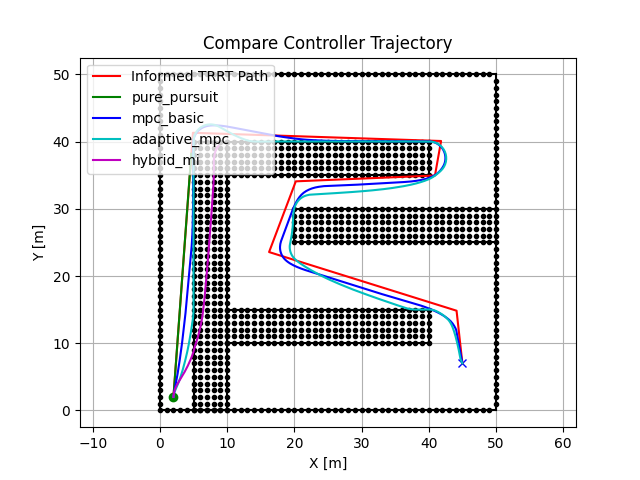 Compare Controller Trajectory
Informed TRRT Path
pure_pursuit
mpc_basic
adaptive_mpc
hybrid_mi
50
40
30
20
10
0
Y [m]
−10 0 10 20 30 40 50 60
X [m]